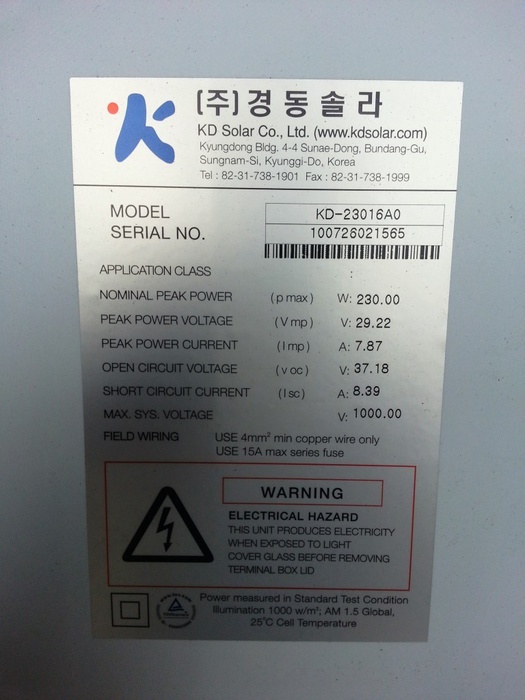 (주)경동솔라
KD Solar Co., Ltd. (www.kdsolar.com)
Kyungdong Bldg. 4-4 Sunae-Dong, Bundang-Gu,
Sungnam-Si, Kyunggi-Do, Korea
Tel : 82-31-738-1901 Fax : 82-31-738-1999
MODEL KD-23016A0
SERIAL NO. 100726021565
APPLICATION CLASS :
NOMINAL PEAK POWER (p max) W: 230.00
PEAK POWER VOLTAGE (V mp) V: 29.22
PEAK POWER CURRENT (I mp) A: 7.87
OPEN CIRCUIT VOLTAGE (v oc) V: 37.18
SHORT CIRCUIT CURRENT (I sc) A: 8.39
MAX. SYS. VOLTAGE V: 1000.00
FIELD WIRING USE 4mm² min copper wire only
USE 15A max series fuse
WARNING
ELECTRICAL HAZARD
THIS UNIT PRODUCES ELECTRICITY
WHEN EXPOSED TO LIGHT
COVER GLASS BEFORE REMOVING
TERMINAL BOX LID
Power measured in Standard Test Condition
Illumination 1000 w/m²; AM 1.5 Global,
25°C Cell Temperature